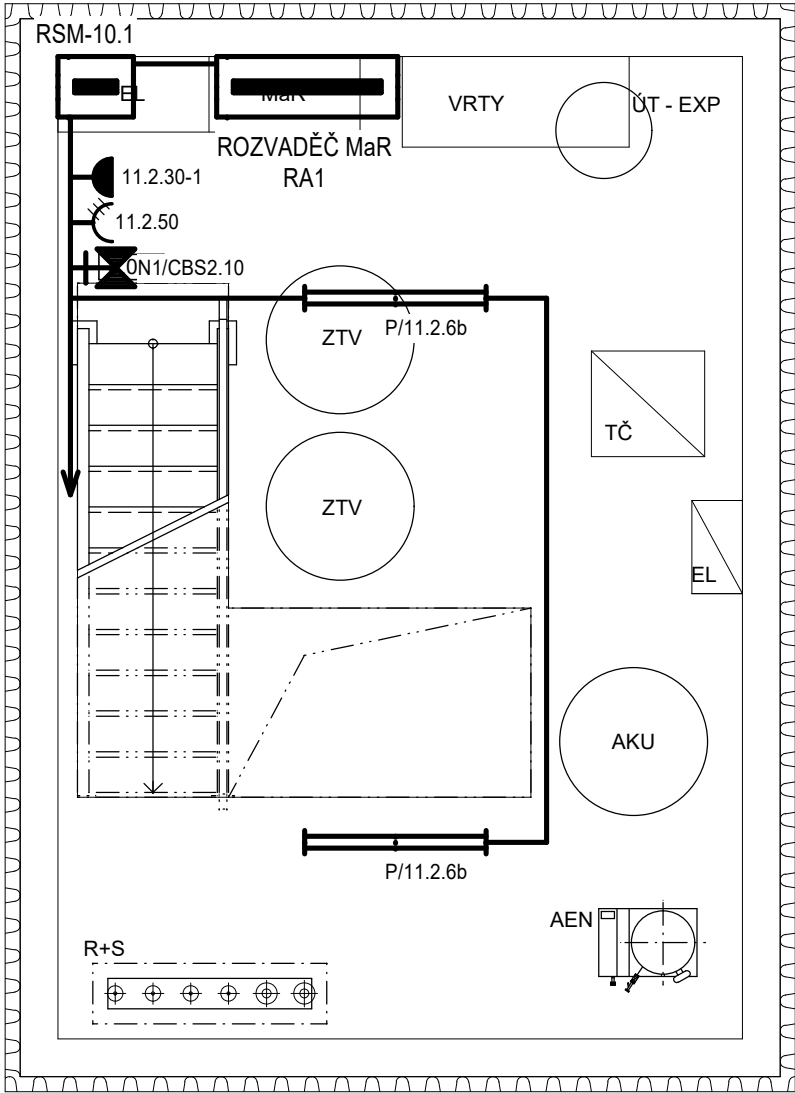 RSM-10.1
EL
MaR
VRTY
ÚT - EXP
ROZVADĚČ MaR
RA1
11.2.30-1
11.2.50
0N1/CBS2.10
P/11.2.6b
ZTV
TČ
ZTV
EL
AKU
P/11.2.6b
AEN
R+S